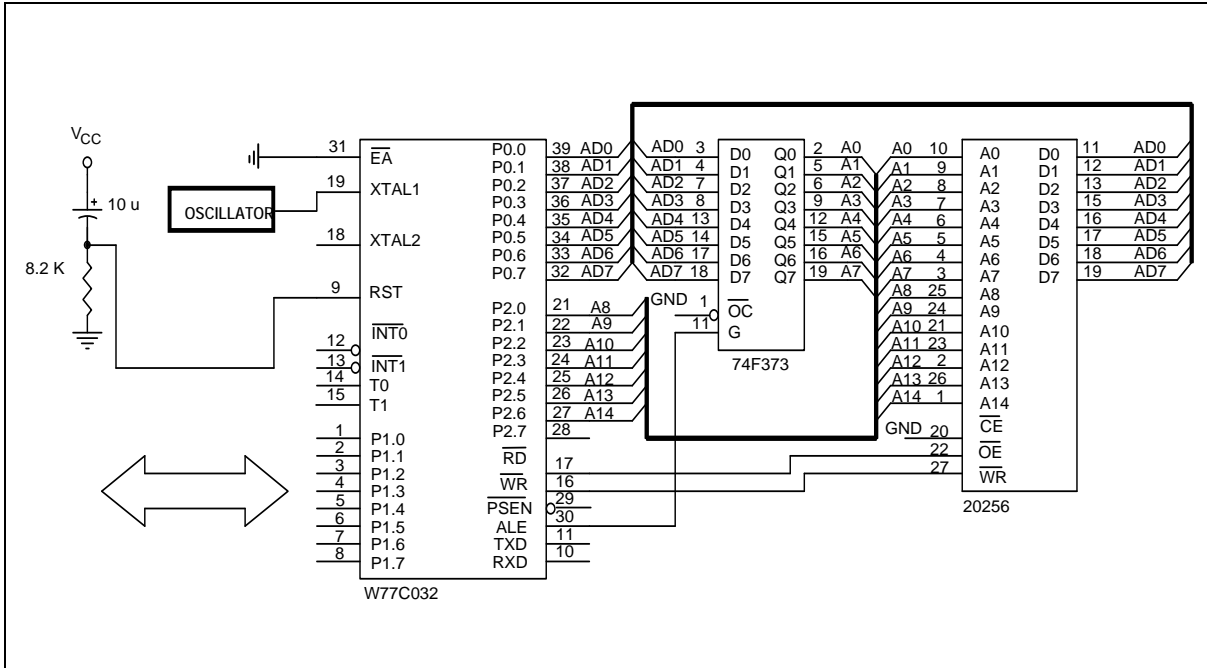 V_CC
10 u
8.2 K
OSCILLATOR
31 EA
19 XTAL1
18 XTAL2
9 RST
12 INT0
13 INT1
14 T0
15 T1
1 P1.0
2 P1.1
3 P1.2
4 P1.3
5 P1.4
6 P1.5
7 P1.6
8 P1.7
P0.0 39 AD0
P0.1 38 AD1
P0.2 37 AD2
P0.3 36 AD3
P0.4 35 AD4
P0.5 34 AD5
P0.6 33 AD6
P0.7 32 AD7
P2.0 21 A8
P2.1 22 A9
P2.2 23 A10
P2.3 24 A11
P2.4 25 A12
P2.5 26 A13
P2.6 27 A14
P2.7 28
RD 17
WR 16
PSEN 29
ALE 30
TXD 11
RXD 10
W77C032
AD0 3 D0 Q0 2 A0
AD1 4 D1 Q1 5 A1
AD2 7 D2 Q2 6 A2
AD3 8 D3 Q3 9 A3
AD4 13 D4 Q4 12 A4
AD5 14 D5 Q5 15 A5
AD6 17 D6 Q6 16 A6
AD7 18 D7 Q7 19 A7
GND 1 OC
11 G
74F373
A0 10 A0 D0 11 AD0
A1 9 A1 D1 12 AD1
A2 8 A2 D2 13 AD2
A3 7 A3 D3 15 AD3
A4 6 A4 D4 16 AD4
A5 5 A5 D5 17 AD5
A6 4 A6 D6 18 AD6
A7 3 A7 D7 19 AD7
A8 25 A8
A9 24 A9
A10 21 A10
A11 23 A11
A12 2 A12
A13 26 A13
A14 1 A14
GND 20 CE
22 OE
27 WR
20256